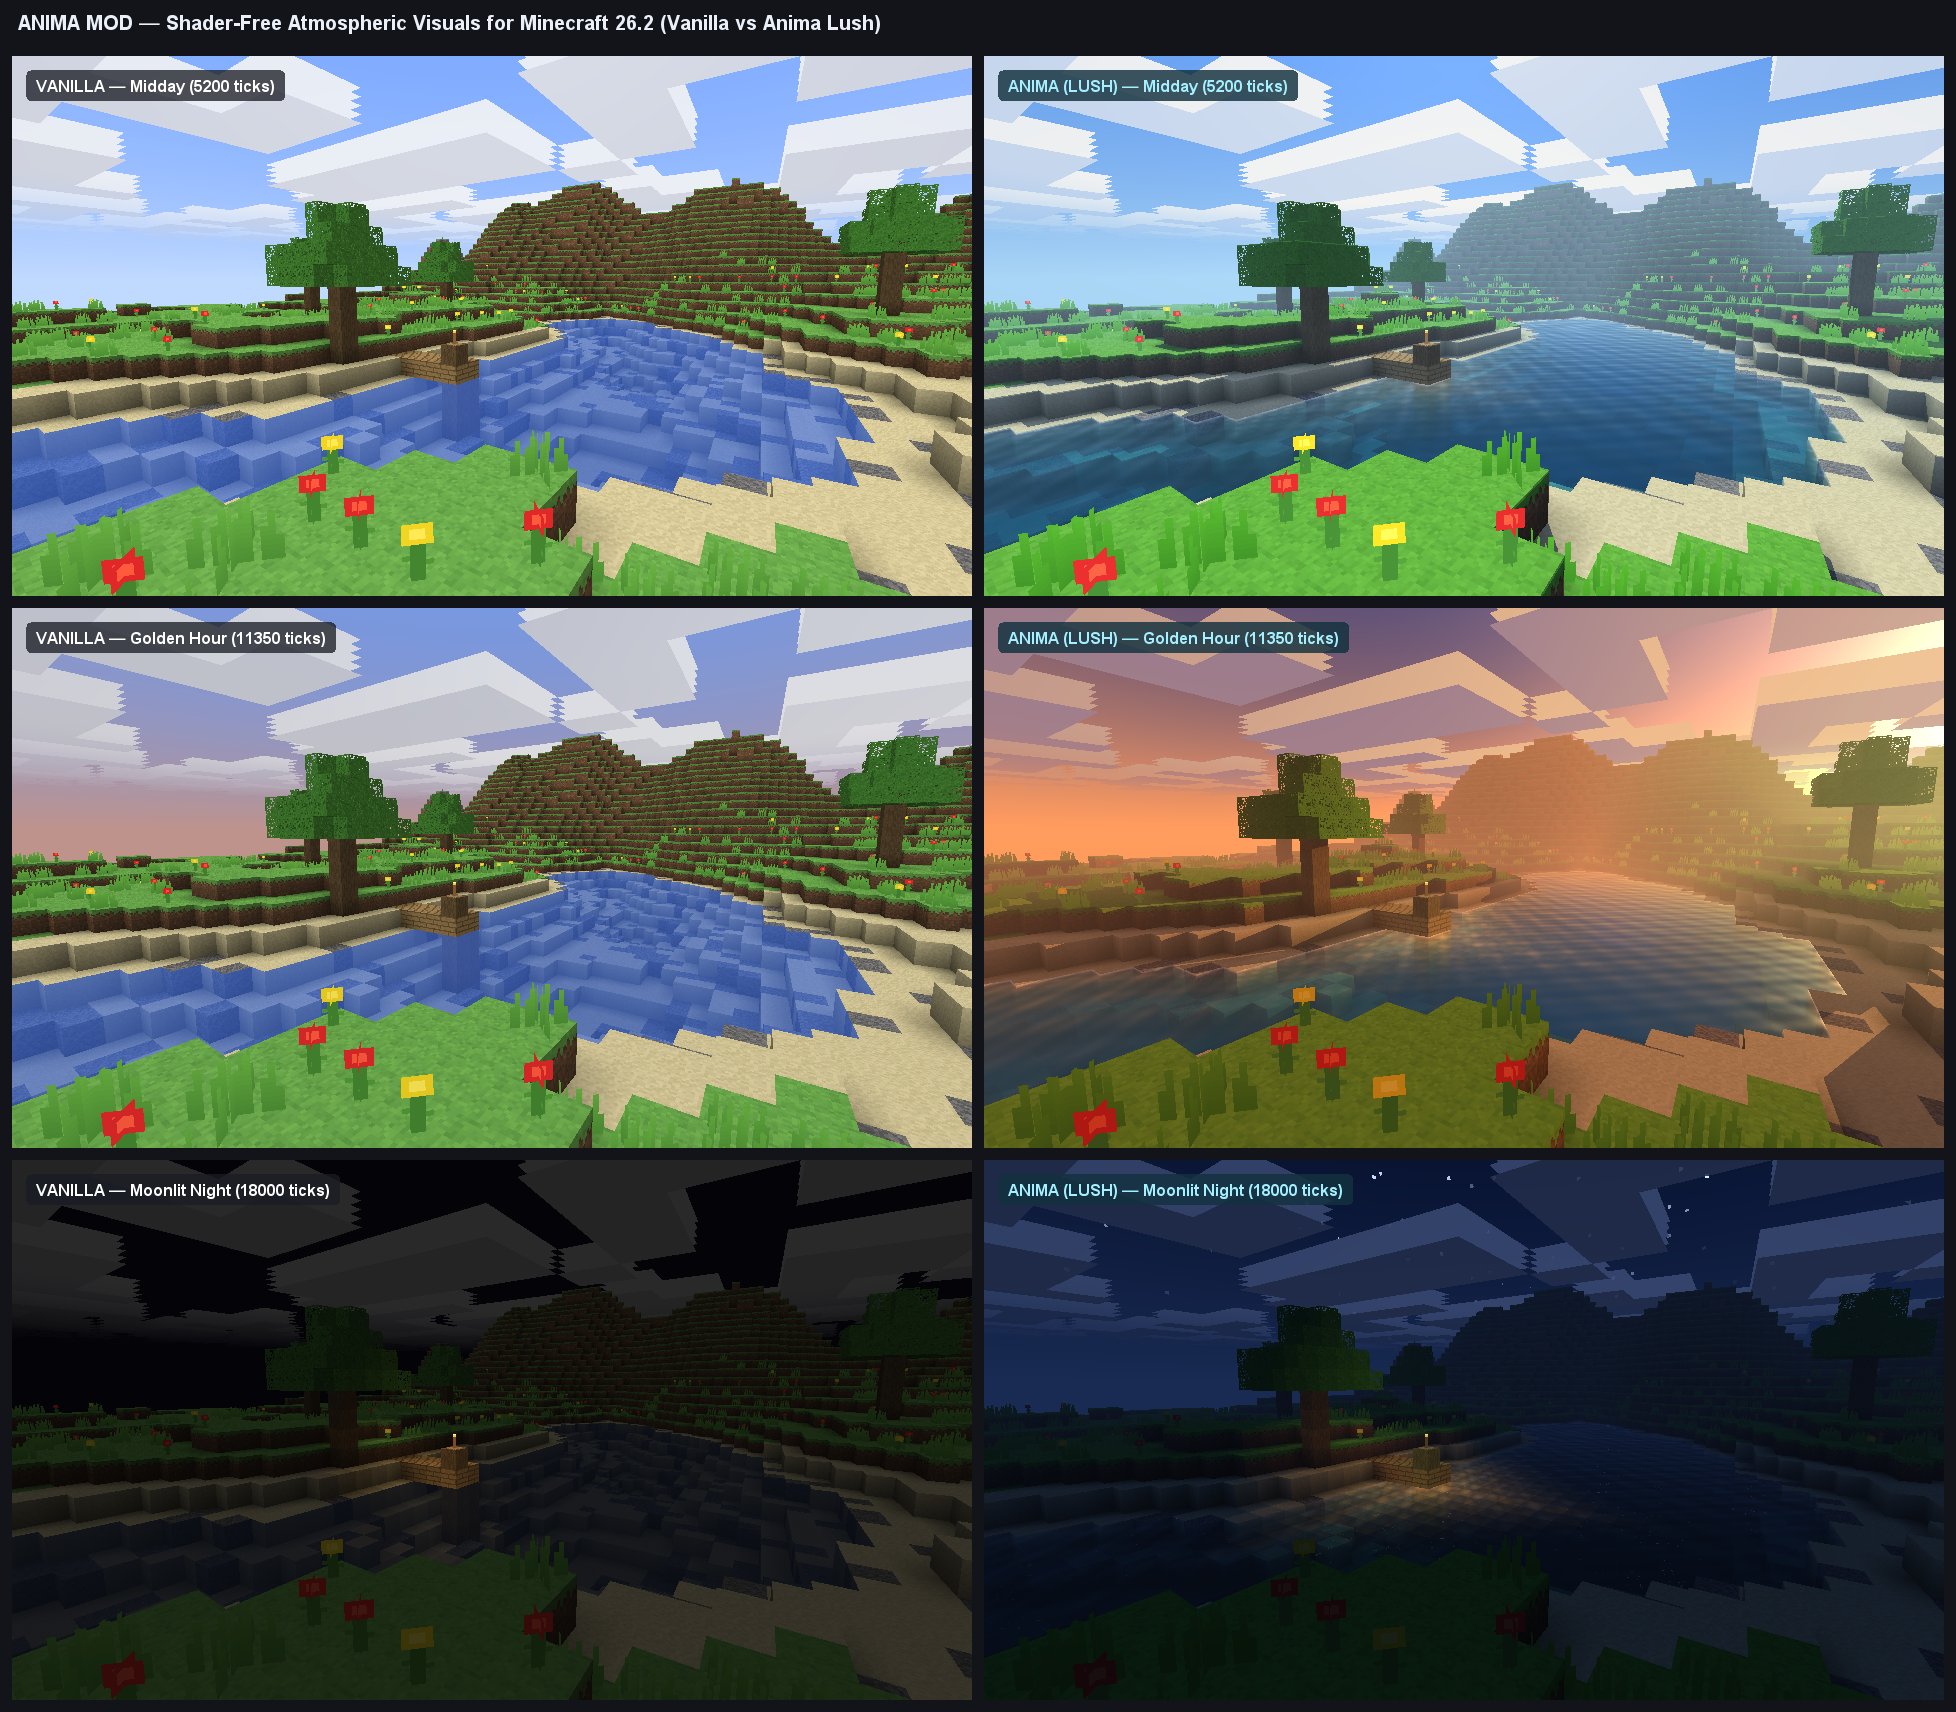 ANIMA MOD — Shader-Free Atmospheric Visuals for Minecraft 26.2 (Vanilla vs Anima Lush)
VANILLA — Midday (5200 ticks)
ANIMA (LUSH) — Midday (5200 ticks)
VANILLA — Golden Hour (11350 ticks)
ANIMA (LUSH) — Golden Hour (11350 ticks)
VANILLA — Moonlit Night (18000 ticks)
ANIMA (LUSH) — Moonlit Night (18000 ticks)